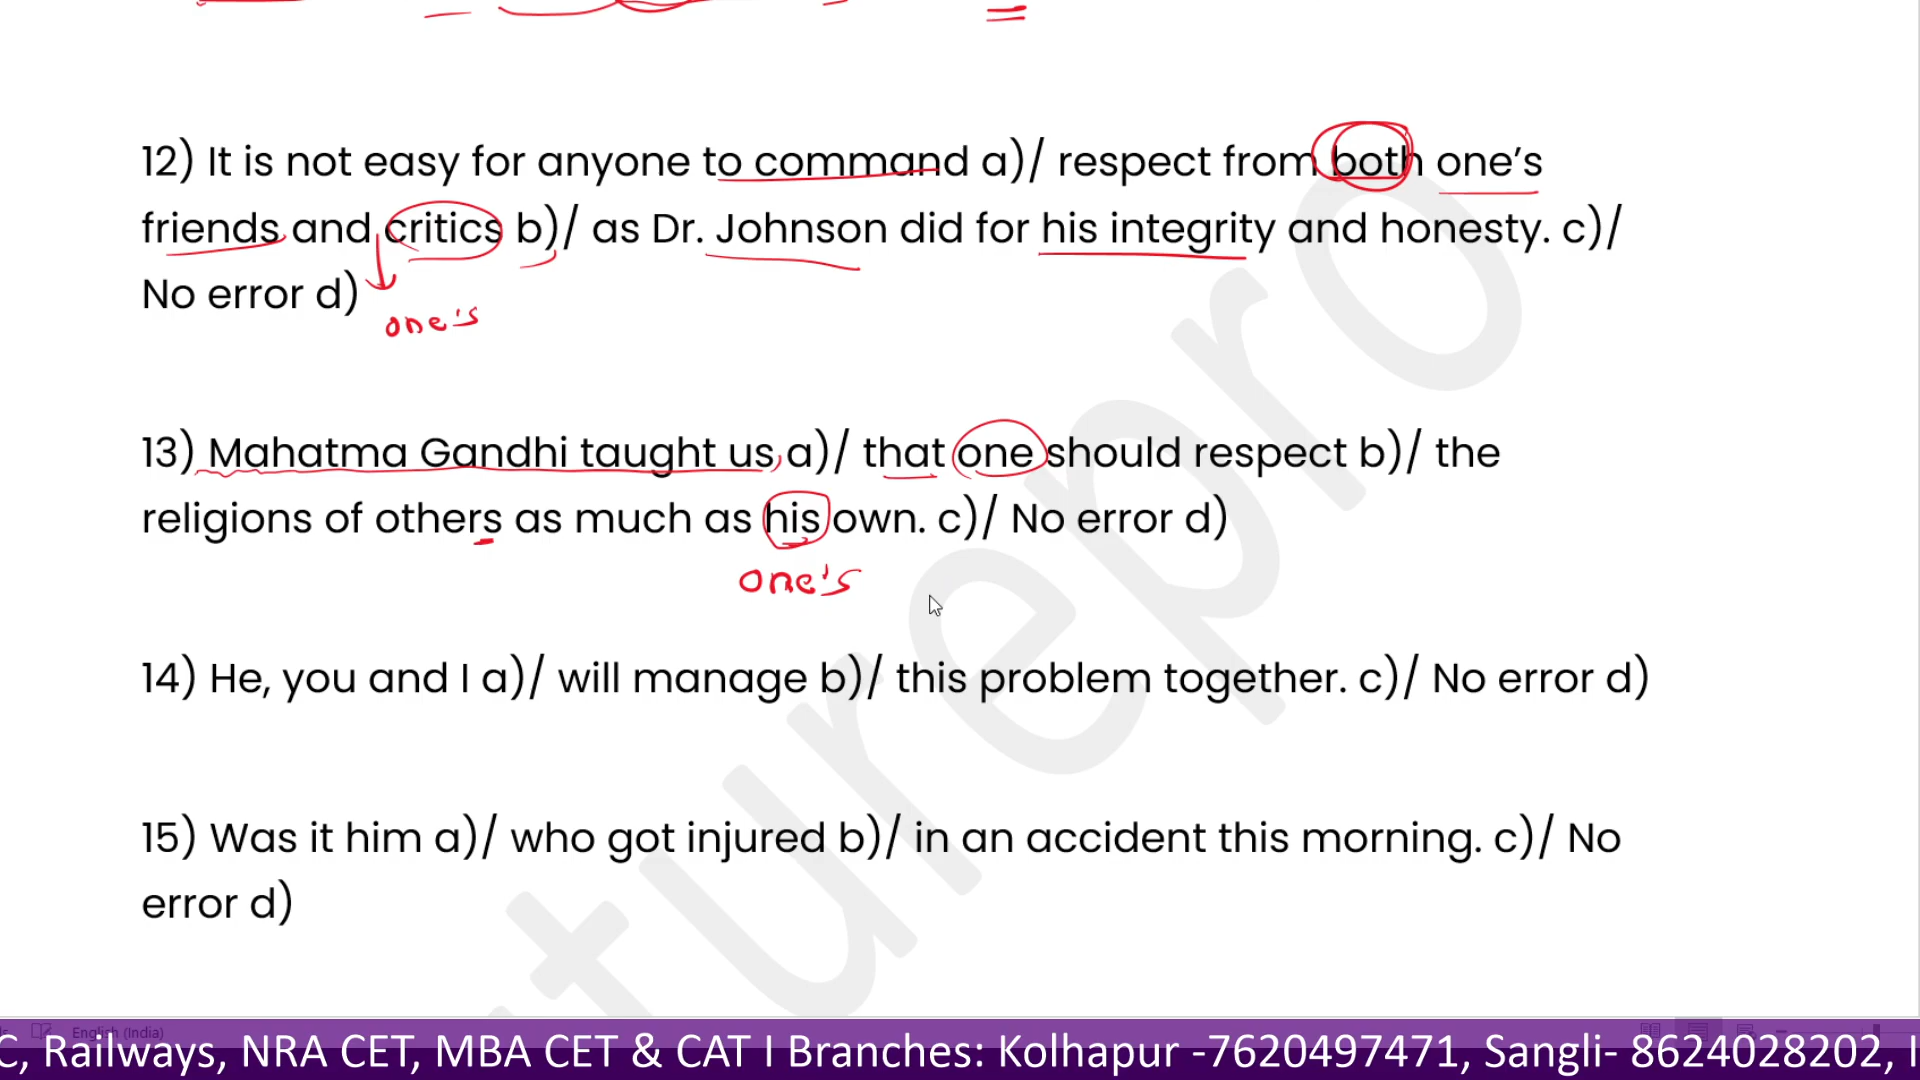 12) It is not easy for anyone to command a)/ respect from both one's
friends and critics b)/ as Dr. Johnson did for his integrity and honesty. c)/
No error d)
one's
13) Mahatma Gandhi taught us a)/ that one should respect b)/ the
religions of others as much as his own. c)/ No error d)
one's
14) He, you and I a)/ will manage b)/ this problem together. c)/ No error d)
15) Was it him a)/ who got injured b)/ in an accident this morning. c)/ No
error d)
English (India)
C, Railways, NRA CET, MBA CET & CAT I Branches: Kolhapur -7620497471, Sangli- 8624028202, I